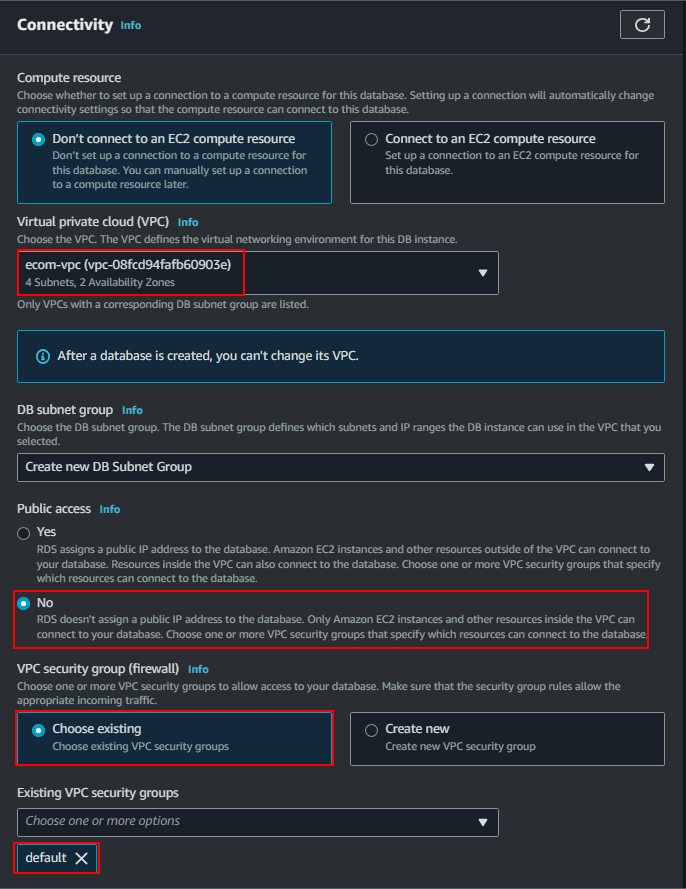 Connectivity Info
Compute resource
Choose whether to set up a connection to a compute resource for this database. Setting up a connection will automatically change
connectivity settings so that the compute resource can connect to this database.
Don't connect to an EC2 compute resource
Don't set up a connection to a compute resource for
this database. You can manually set up a connection
to a compute resource later.
Connect to an EC2 compute resource
Set up a connection to an EC2 compute resource for
this database.
Virtual private cloud (VPC) Info
Choose the VPC. The VPC defines the virtual networking environment for this DB instance.
ecom-vpc (vpc-08fcd94fafb60903e)
4 Subnets, 2 Availability Zones
Only VPCs with a corresponding DB subnet group are listed.
After a database is created, you can't change its VPC.
DB subnet group Info
Choose the DB subnet group. The DB subnet group defines which subnets and IP ranges the DB instance can use in the VPC that you
selected.
Create new DB Subnet Group
Public access Info
Yes
RDS assigns a public IP address to the database. Amazon EC2 instances and other resources outside of the VPC can connect to
your database. Resources inside the VPC can also connect to the database. Choose one or more VPC security groups that specify
which resources can connect to the database.
No
RDS doesn't assign a public IP address to the database. Only Amazon EC2 instances and other resources inside the VPC can
connect to your database. Choose one or more VPC security groups that specify which resources can connect to the database.
VPC security group (firewall) Info
Choose one or more VPC security groups to allow access to your database. Make sure that the security group rules allow the
appropriate incoming traffic.
Choose existing
Choose existing VPC security groups
Create new
Create new VPC security group
Existing VPC security groups
Choose one or more options
default